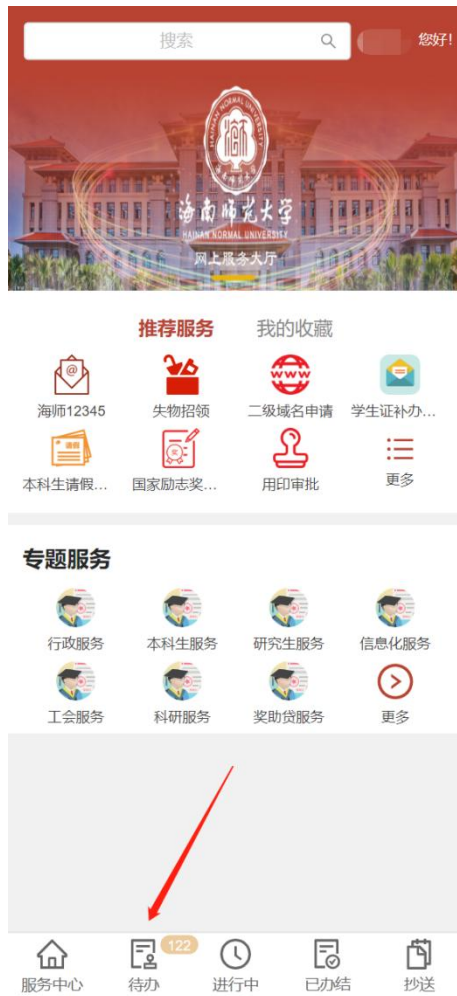 搜索
您好!
HAINAN NORMAL UNIVERSITY
海南师范大学
HAINAN NORMAL UNIVERSITY
网上服务大厅
推荐服务 我的收藏
海师12345 失物招领 二级域名申请 学生证补办...
本科生请假... 国家励志奖... 用印审批 更多
专题服务
行政服务 本科生服务 研究生服务 信息化服务
工会服务 科研服务 奖助贷服务 更多
122
服务中心 待办 进行中 已办结 抄送